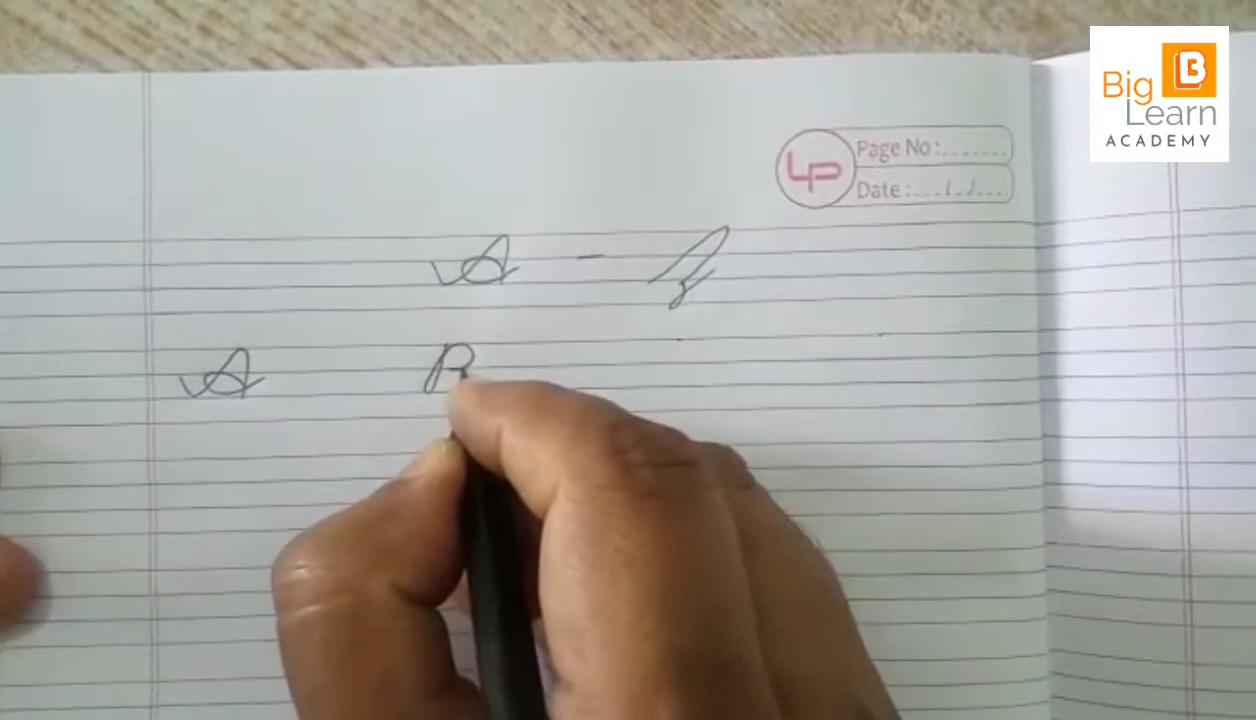 Big B
Learn
ACADEMY
LP
Page No :.......
Date :.../../...
A - Z
A B